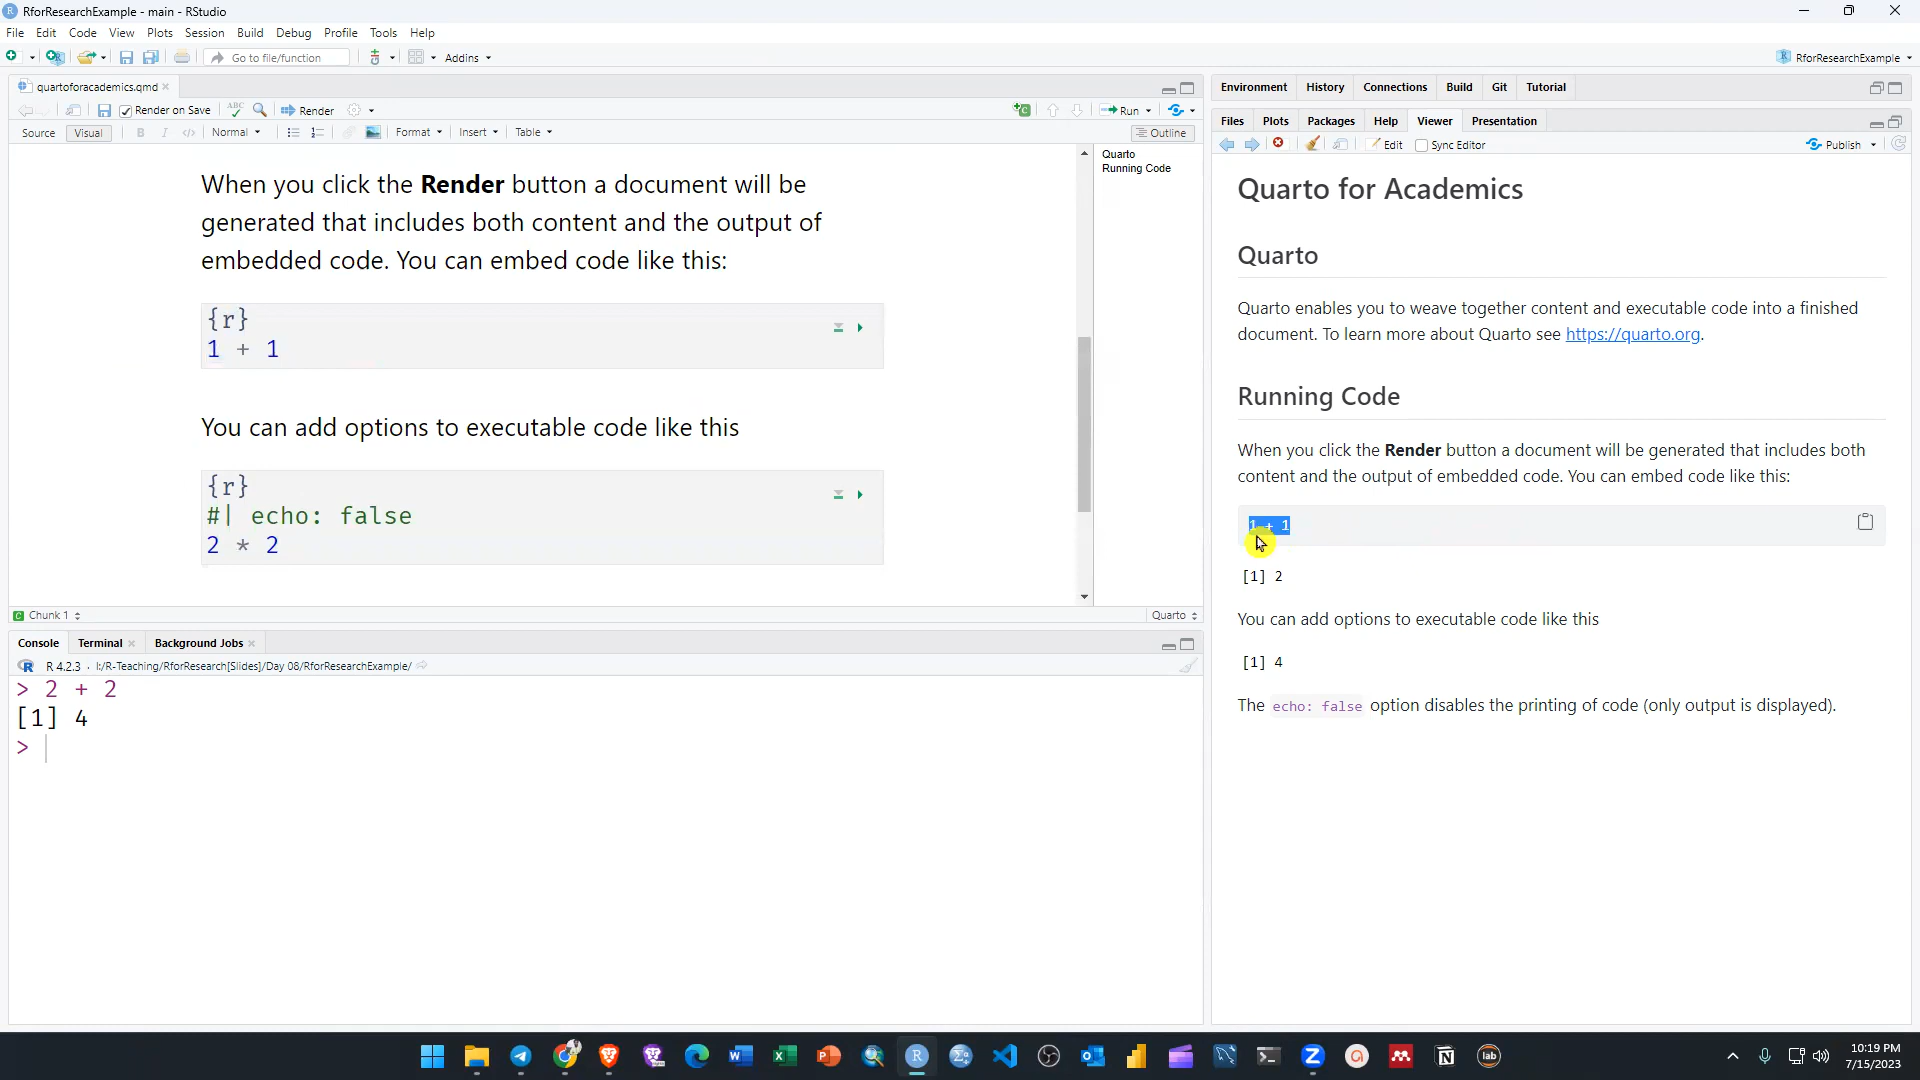 RforResearchExample - main - RStudio
File Edit Code View Plots Session Build Debug Profile Tools Help
Go to file/function Addins RforResearchExample
quartoforacademics.qmd
Render on Save ABC Render Run
Source Visual B I </> Normal Format Insert Table Outline
When you click the Render button a document will be
generated that includes both content and the output of
embedded code. You can embed code like this:
{r}
1 + 1
You can add options to executable code like this
{r}
#| echo: false
2 * 2
Quarto
Running Code
Chunk 1 Quarto
Console Terminal Background Jobs
R 4.2.3 · I:/R-Teaching/RforResearch[Slides]/Day 08/RforResearchExample/
> 2 + 2
[1] 4
>
Environment History Connections Build Git Tutorial
Files Plots Packages Help Viewer Presentation
Edit Sync Editor Publish
Quarto for Academics
Quarto
Quarto enables you to weave together content and executable code into a finished
document. To learn more about Quarto see https://quarto.org.
Running Code
When you click the Render button a document will be generated that includes both
content and the output of embedded code. You can embed code like this:
1 + 1
[1] 2
You can add options to executable code like this
[1] 4
The echo: false option disables the printing of code (only output is displayed).
lab
10:19 PM
7/15/2023